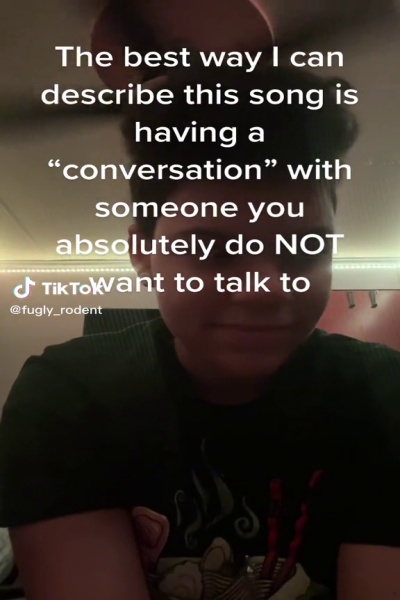 The best way I can
describe this song is
having a
“conversation” with
someone you
absolutely do NOT
want to talk to
TikTok
@fugly_rodent